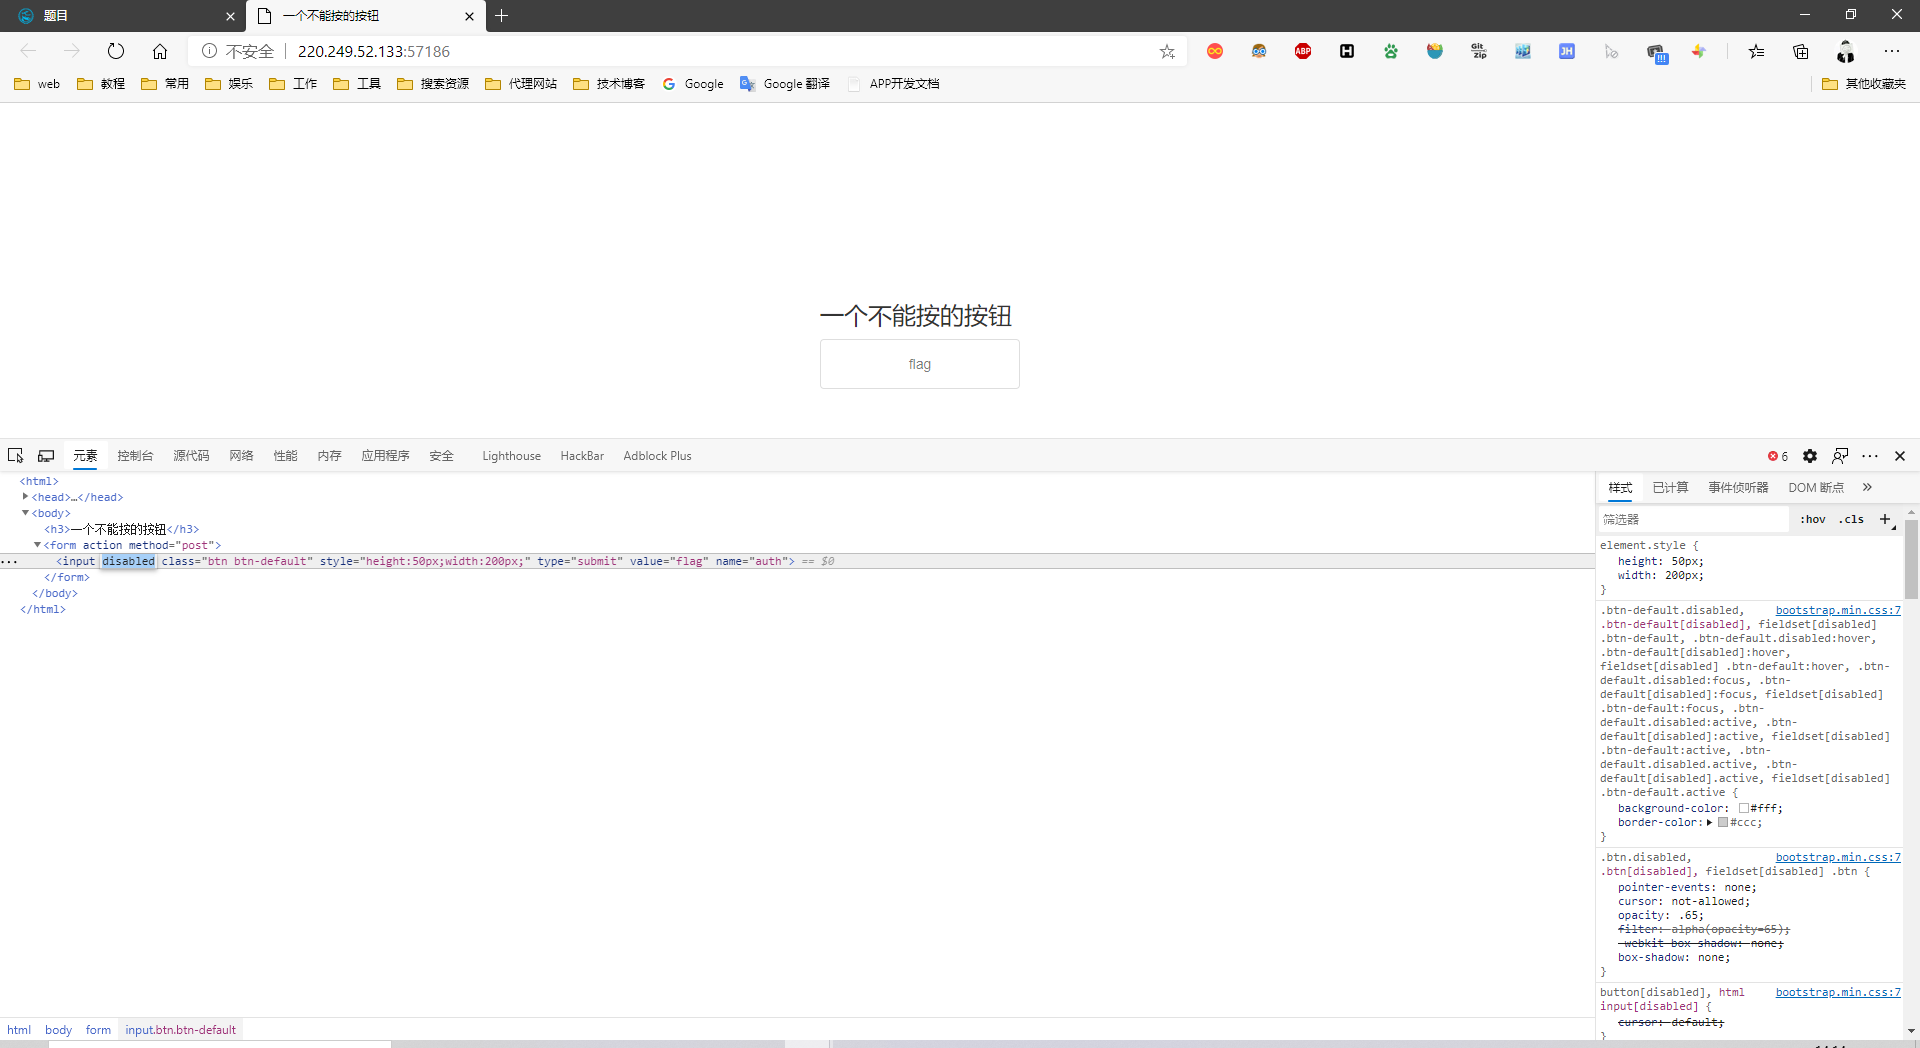 题目
一个不能按的按钮
不安全 220.249.52.133:57186
ABP
Git Zip
JH
web 教程 常用 娱乐 工作 工具 搜索资源 代理网站 技术博客 Google Google 翻译 APP开发文档 其他收藏夹
一个不能按的按钮
flag
元素 控制台 源代码 网络 性能 内存 应用程序 安全 Lighthouse HackBar Adblock Plus 6
<html>
<head>…</head>
<body>
<h3>一个不能按的按钮</h3>
<form action method="post">
<input disabled class="btn btn-default" style="height:50px;width:200px;" type="submit" value="flag" name="auth"> == $0
</form>
</body>
</html>
html body form input.btn.btn-default
样式 已计算 事件侦听器 DOM 断点 »
筛选器 :hov .cls +
element.style {
height: 50px;
width: 200px;
}
.btn-default.disabled, bootstrap.min.css:7
.btn-default[disabled], fieldset[disabled]
.btn-default, .btn-default.disabled:hover,
.btn-default[disabled]:hover,
fieldset[disabled] .btn-default:hover, .btn-
default.disabled:focus, .btn-
default[disabled]:focus, fieldset[disabled]
.btn-default:focus, .btn-
default.disabled:active, .btn-
default[disabled]:active, fieldset[disabled]
.btn-default:active, .btn-
default.disabled.active, .btn-
default[disabled].active, fieldset[disabled]
.btn-default.active {
background-color: #fff;
border-color: #ccc;
}
.btn.disabled, bootstrap.min.css:7
.btn[disabled], fieldset[disabled] .btn {
pointer-events: none;
cursor: not-allowed;
opacity: .65;
filter: alpha(opacity=65);
-webkit-box-shadow: none;
box-shadow: none;
}
button[disabled], html bootstrap.min.css:7
input[disabled] {
cursor: default;
}